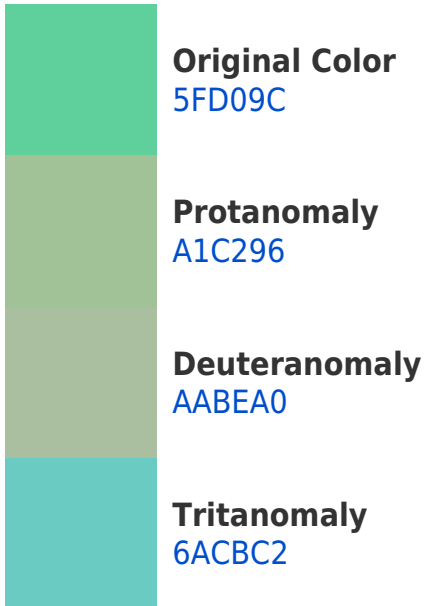 Original Color
5FD09C
Protanomaly
A1C296
Deuteranomaly
AABEA0
Tritanomaly
6ACBC2